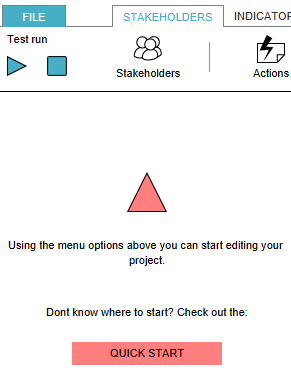 FILE
STAKEHOLDERS
INDICATOR
Test run
Stakeholders
Actions
Using the menu options above you can start editing your
project.
Dont know where to start? Check out the:
QUICK START